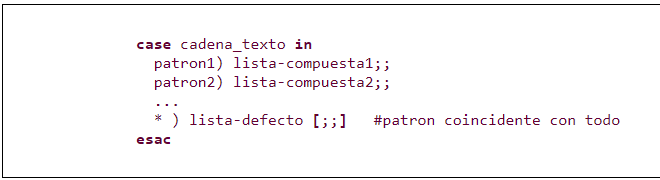 case cadena_texto in
patron1) lista-compuesta1;;
patron2) lista-compuesta2;;
...
* ) lista-defecto [;;]   #patron coincidente con todo
esac